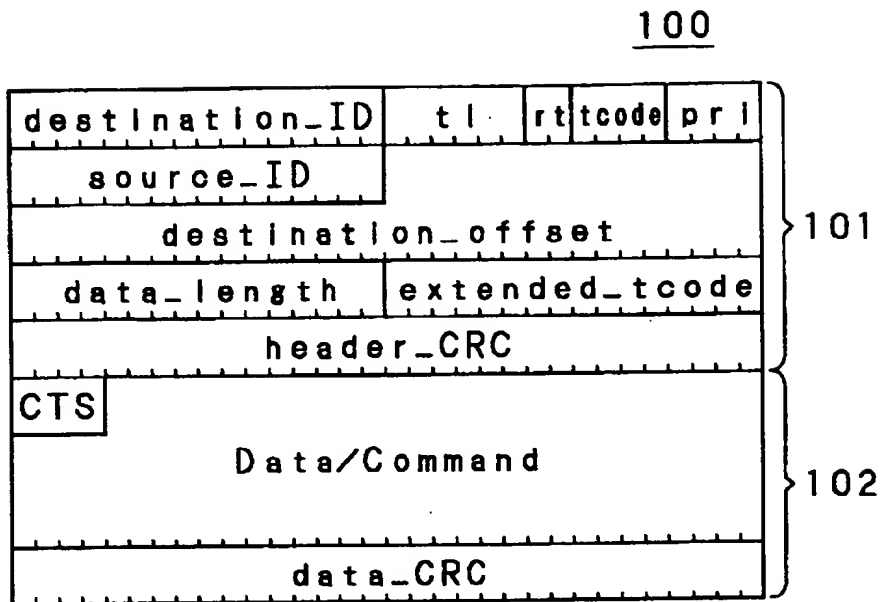 100
destination_ID tl rt tcode pri
source_ID
destination_offset
101
data_length extended_tcode
header_CRC
CTS
Data/Command
102
data_CRC